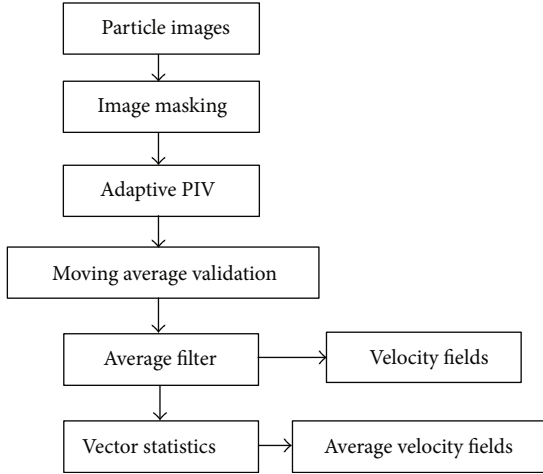 Particle images
Image masking
Adaptive PIV
Moving average validation
Average filter
Velocity fields
Vector statistics
Average velocity fields